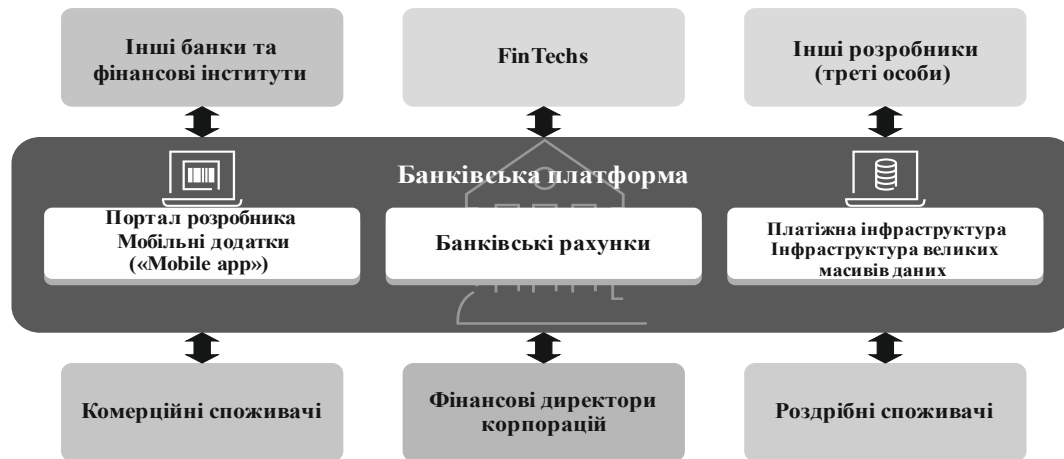 Інші банки та
фінансові інститути
FinTechs
Інші розробники
(треті особи)
Банківська платформа
Портал розробника
Мобільні додатки
(«Mobile app»)
Банківські рахунки
Платіжна інфраструктура
Інфраструктура великих
масивів даних
Комерційні споживачі
Фінансові директори
корпорацій
Роздрібні споживачі